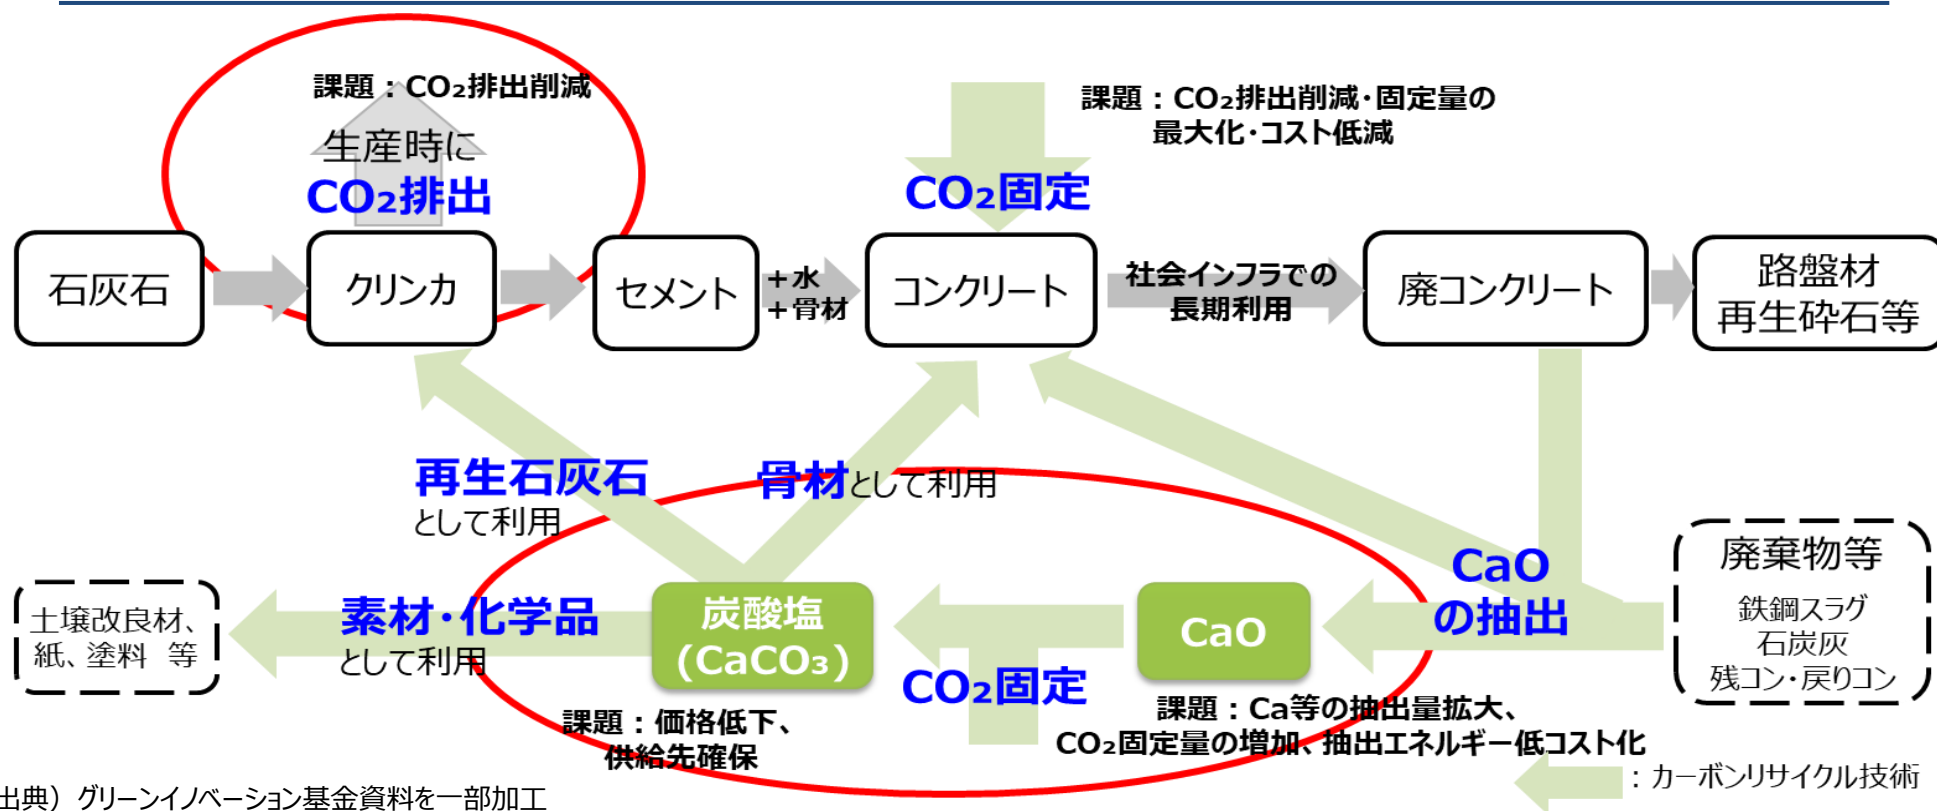 課題：CO₂排出削減
生産時に
CO₂排出
課題：CO₂排出削減・固定量の
最大化・コスト低減
CO₂固定
石灰石
クリンカ
セメント
＋水
＋骨材
コンクリート
社会インフラでの
長期利用
廃コンクリート
路盤材
再生砕石等
再生石灰石
として利用
骨材として利用
土壌改良材、
紙、塗料 等
素材・化学品
として利用
炭酸塩
(CaCO₃)
課題：価格低下、
供給先確保
CO₂固定
CaO
課題：Ca等の抽出量拡大、
CO₂固定量の増加、抽出エネルギー低コスト化
CaO
の抽出
廃棄物等
鉄鋼スラグ
石炭灰
残コン・戻りコン
：カーボンリサイクル技術
出典）グリーンイノベーション基金資料を一部加工